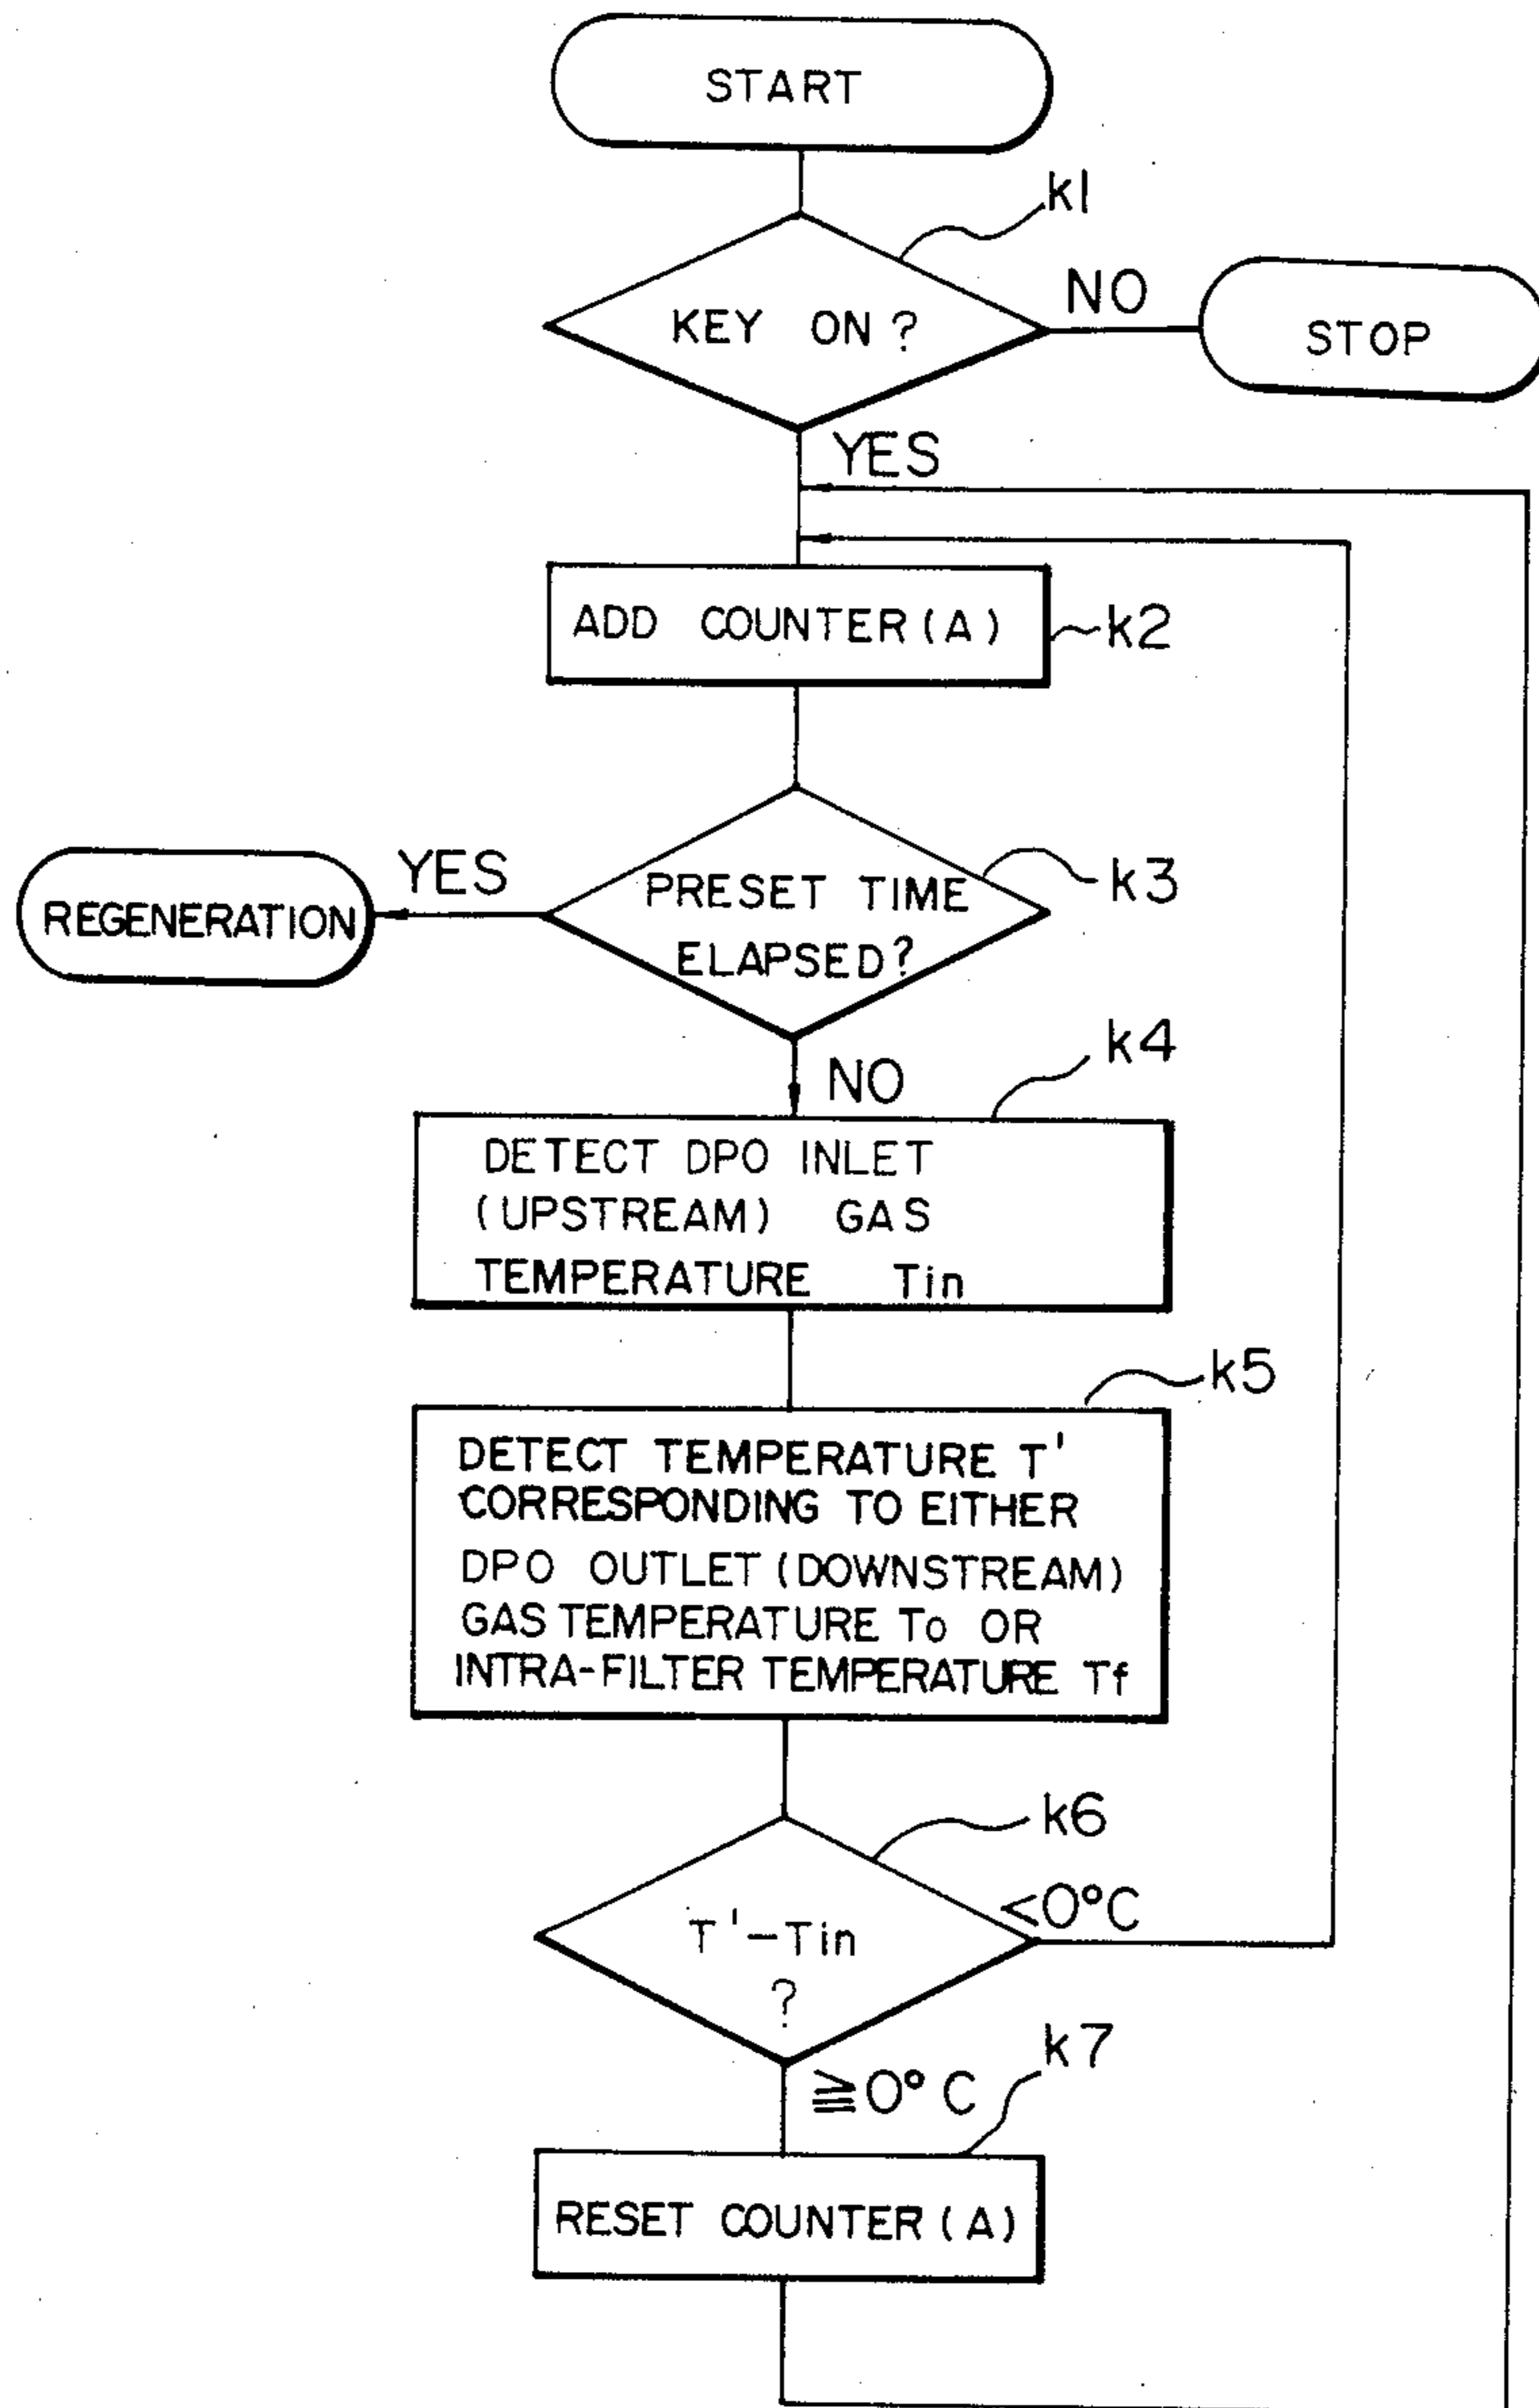 START
k1
KEY ON?
NO
STOP
YES
ADD COUNTER(A)
k2
PRESET TIME
ELAPSED?
k3
YES
REGENERATION
NO
k4
DETECT DPO INLET
(UPSTREAM) GAS
TEMPERATURE Tin
k5
DETECT TEMPERATURE T'
CORRESPONDING TO EITHER
DPO OUTLET (DOWNSTREAM)
GAS TEMPERATURE To OR
INTRA-FILTER TEMPERATURE Tf
k6
T'-Tin
?
<0°C
≧0°C
k7
RESET COUNTER (A)